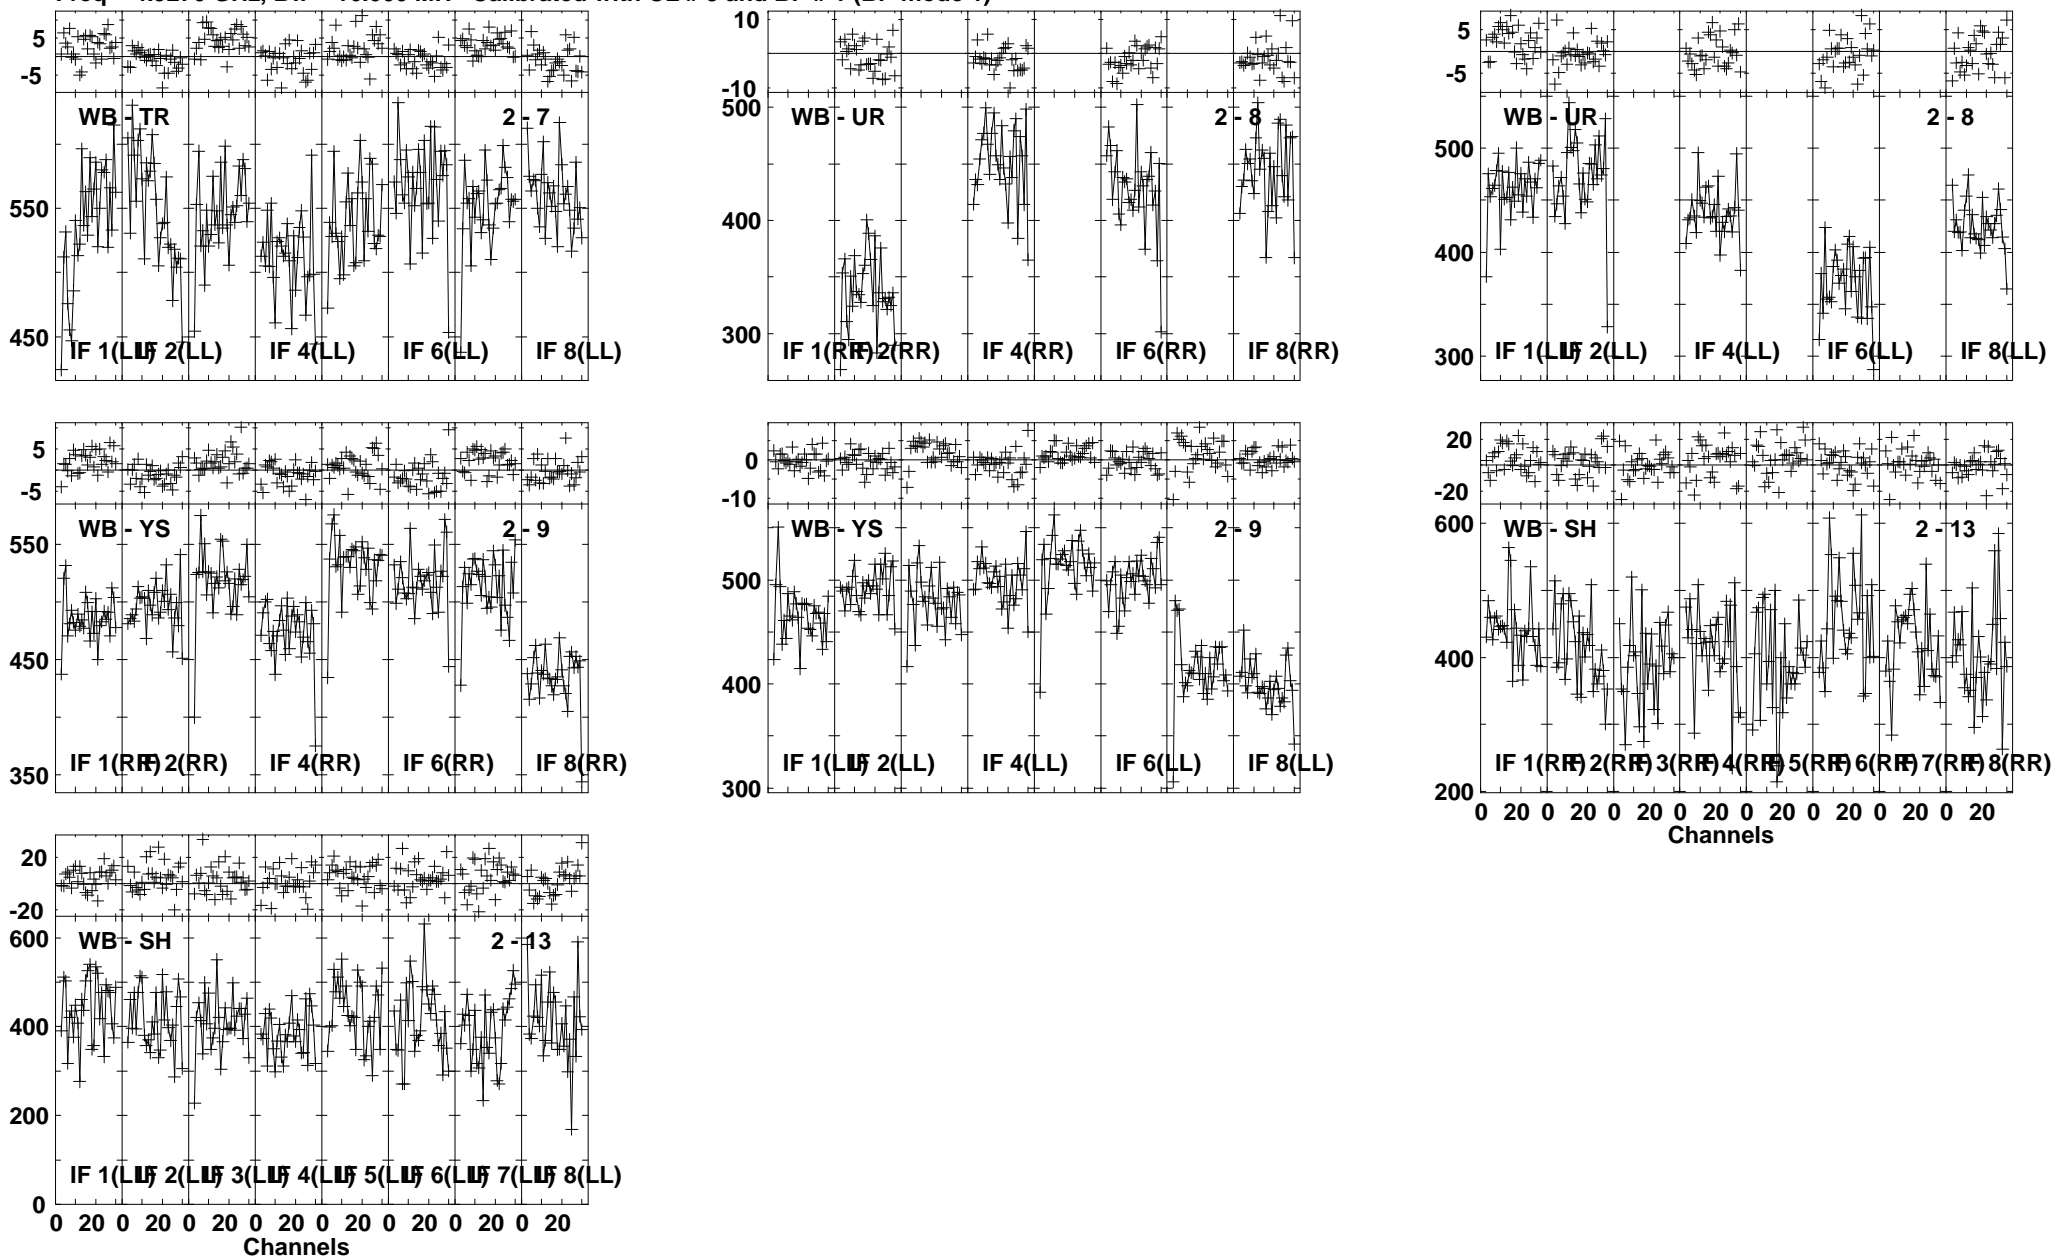 5
-5
WB - TR 2 - 7
550
450
IF 1(LL) IF 2(LL) IF 4(LL) IF 6(LL) IF 8(LL)
10
-10
500
WB - UR 2 - 8
400
300
IF 1(RR) IF 2(RR) IF 4(RR) IF 6(RR) IF 8(RR)
5
-5
WB - UR 2 - 8
500
400
300
IF 1(LL) IF 2(LL) IF 4(LL) IF 6(LL) IF 8(LL)
5
-5
WB - YS 2 - 9
550
450
IF 1(RR) IF 2(RR) IF 4(RR) IF 6(RR) IF 8(RR)
350
0
-10
WB - YS 2 - 9
500
400
IF 1(LL) IF 2(LL) IF 4(LL) IF 6(LL) IF 8(LL)
300
20
-20
600
WB - SH 2 - 13
400
IF 1(RR) IF 2(RR) IF 3(RR) IF 4(RR) IF 5(RR) IF 6(RR) IF 7(RR) IF 8(RR)
200
0 20 0 20 0 20 0 20 0 20 0 20 0 20 0 20
Channels
20
-20
600
WB - SH 2 - 13
400
200
IF 1(LL) IF 2(LL) IF 3(LL) IF 4(LL) IF 5(LL) IF 6(LL) IF 7(LL) IF 8(LL)
0
0 20 0 20 0 20 0 20 0 20 0 20 0 20 0 20
Channels